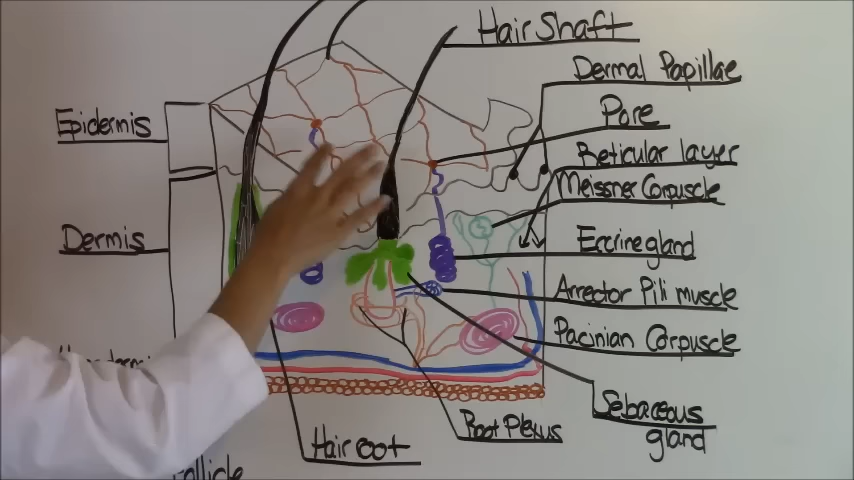 Hair Shaft
Dermal Papillae
Epidermis
Pore
Reticular layer
Meissner Corpuscle
Dermis
Eccrine gland
Arrector Pili muscle
Pacinian Corpuscle
Sebaceous
gland
Root Plexus
Hair root
follicle